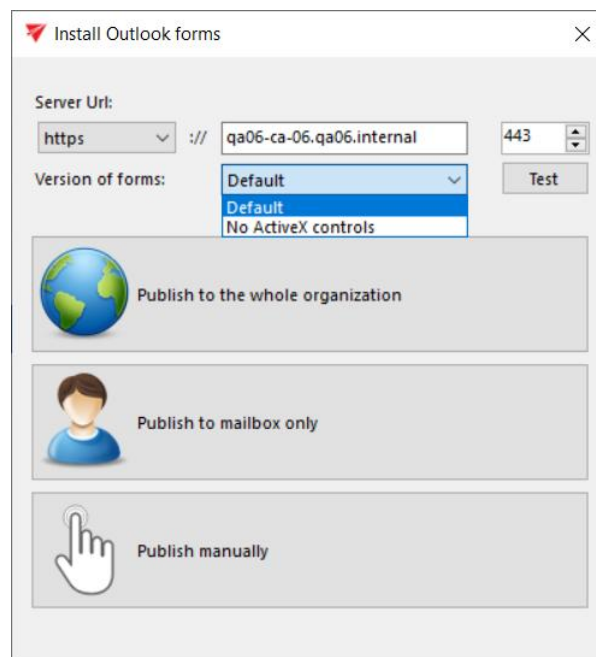 Install Outlook forms
Server Url:
https :// qa06-ca-06.qa06.internal 443
Version of forms: Default Test
Default
No ActiveX controls
Publish to the whole organization
Publish to mailbox only
Publish manually